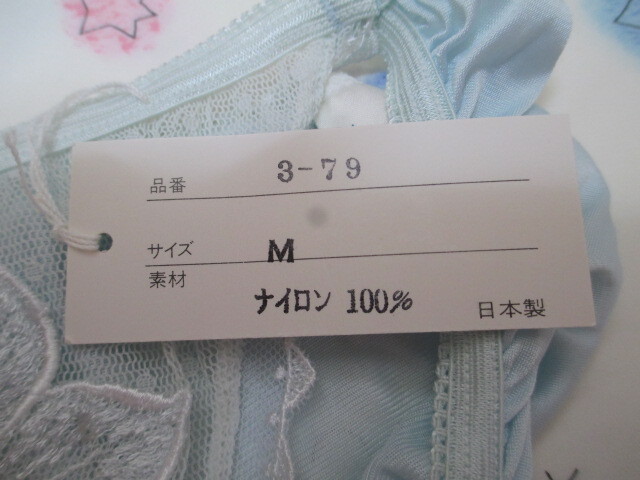 品番 3-79
サイズ M
素材
ナイロン 100%
日本製